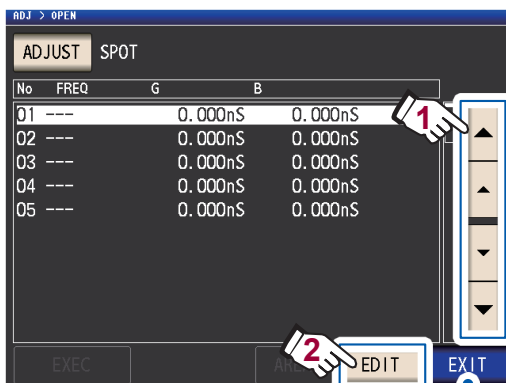 ADJ > OPEN
ADJUST SPOT
No FREQ G B
01 --- 0.000nS 0.000nS
02 --- 0.000nS 0.000nS
03 --- 0.000nS 0.000nS
04 --- 0.000nS 0.000nS
05 --- 0.000nS 0.000nS
1
2
EXEC EDIT EXIT